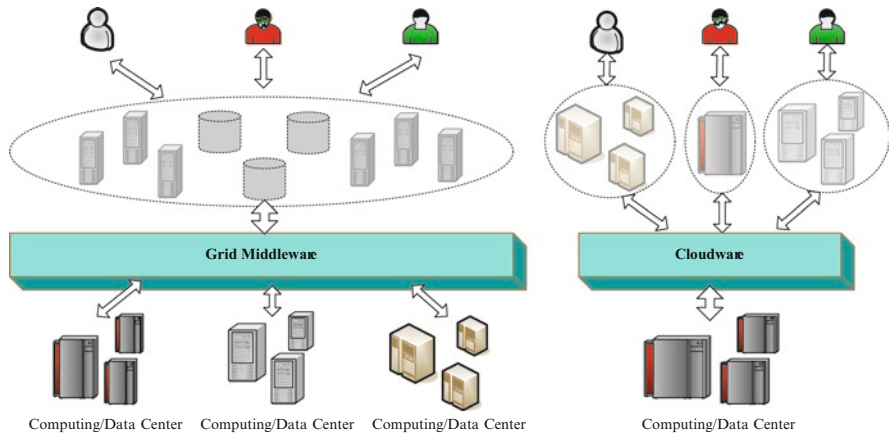 Grid Middleware
Cloudware
Computing/Data Center
Computing/Data Center
Computing/Data Center
Computing/Data Center